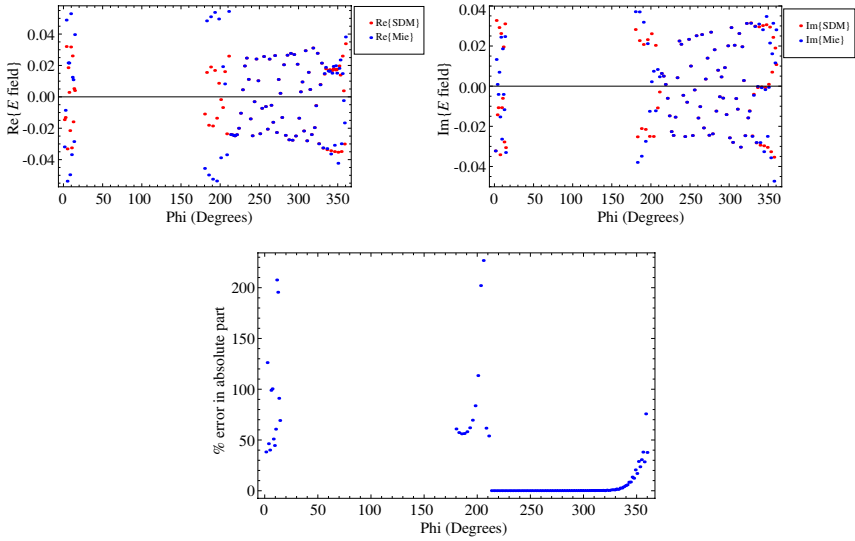 Re{E field}
0.04
0.02
0.00
-0.02
-0.04
0 50 100 150 200 250 300 350
Phi (Degrees)
Re{SDM}
Re{Mie}
Im{E field}
0.04
0.02
0.00
-0.02
-0.04
0 50 100 150 200 250 300 350
Phi (Degrees)
Im{SDM}
Im{Mie}
% error in absolute part
200
150
100
50
0
0 50 100 150 200 250 300 350
Phi (Degrees)